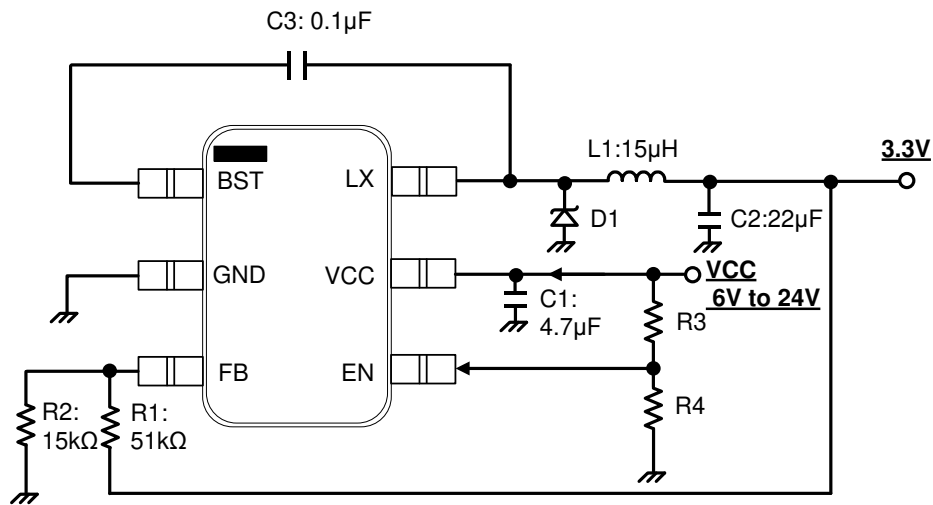 C3: 0.1µF
L1:15µH
3.3V
BST
LX
D1
C2:22µF
GND
VCC
C1:
4.7µF
VCC
6V to 24V
R3
FB
EN
R4
R2:
15kΩ
R1:
51kΩ